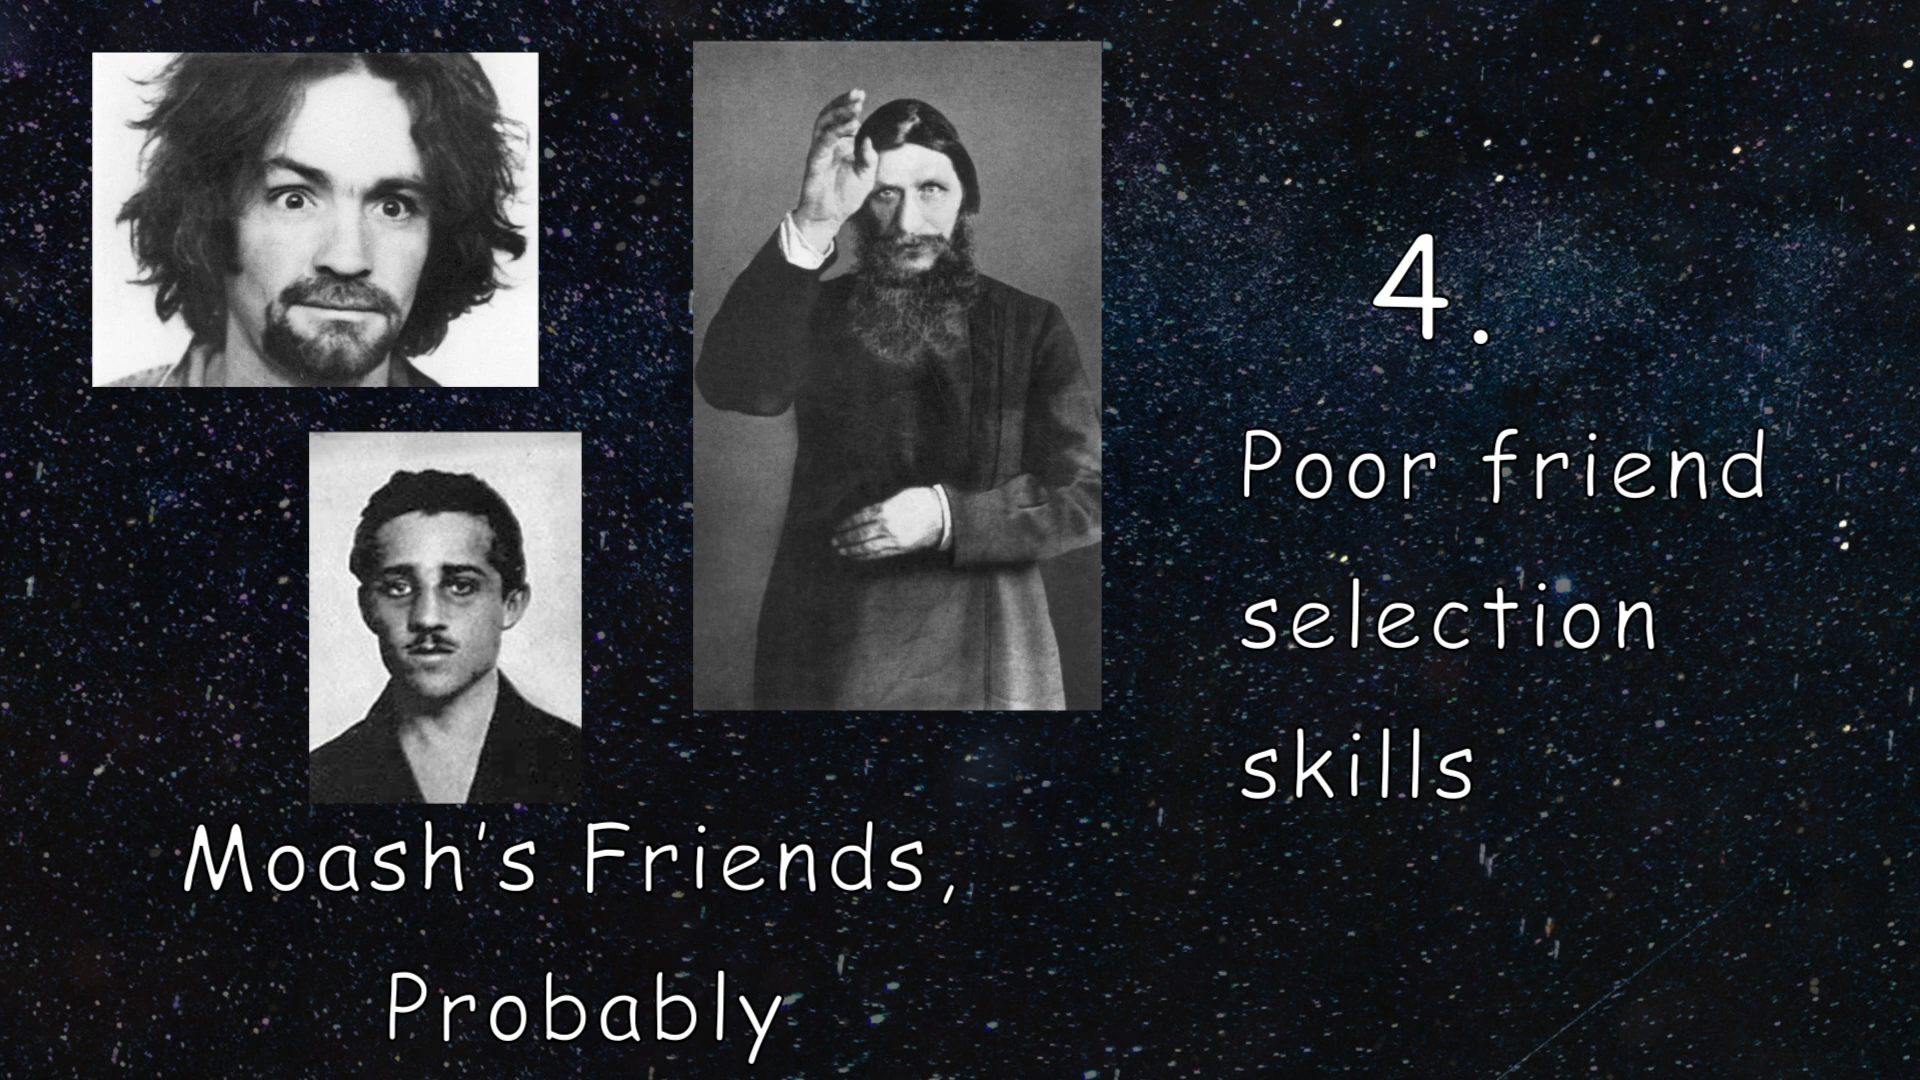 4.
Poor friend
selection
skills
Moash's Friends,
Probably